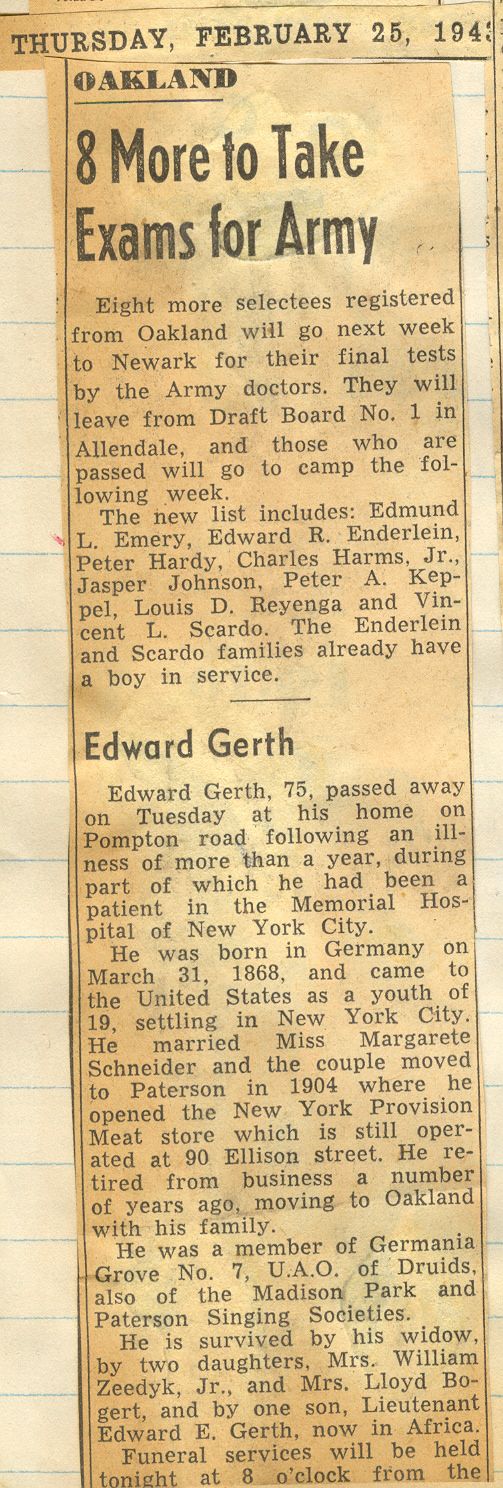 THURSDAY, FEBRUARY 25, 194
OAKLAND
8 More to Take
Exams for Army
Eight more selectees registered
from Oakland will go next week
to Newark for their final tests
by the Army doctors. They will
leave from Draft Board No. 1 in
Allendale, and those who are
passed will go to camp the fol-
lowing week.
The new list includes: Edmund
L. Emery, Edward R. Enderlein,
Peter Hardy, Charles Harms, Jr.,
Jasper Johnson, Peter A. Kep-
pel, Louis D. Reyenga and Vin-
cent L. Scardo. The Enderlein
and Scardo families already have
a boy in service.
Edward Gerth
Edward Gerth, 75, passed away
on Tuesday at his home on
Pompton road following an ill-
ness of more than a year, during
part of which he had been a
patient in the Memorial Hos-
pital of New York City.
He was born in Germany on
March 31, 1868, and came to
the United States as a youth of
19, settling in New York City.
He married Miss Margarete
Schneider and the couple moved
to Paterson in 1904 where he
opened the New York Provision
Meat store which is still oper-
ated at 90 Ellison street. He re-
tired from business a number
of years ago, moving to Oakland
with his family.
He was a member of Germania
Grove No. 7, U.A.O. of Druids,
also of the Madison Park and
Paterson Singing Societies.
He is survived by his widow,
by two daughters, Mrs. William
Zeedyk, Jr., and Mrs. Lloyd Bo-
gert, and by one son, Lieutenant
Edward E. Gerth, now in Africa.
Funeral services will be held
tonight at 8 o'clock from the